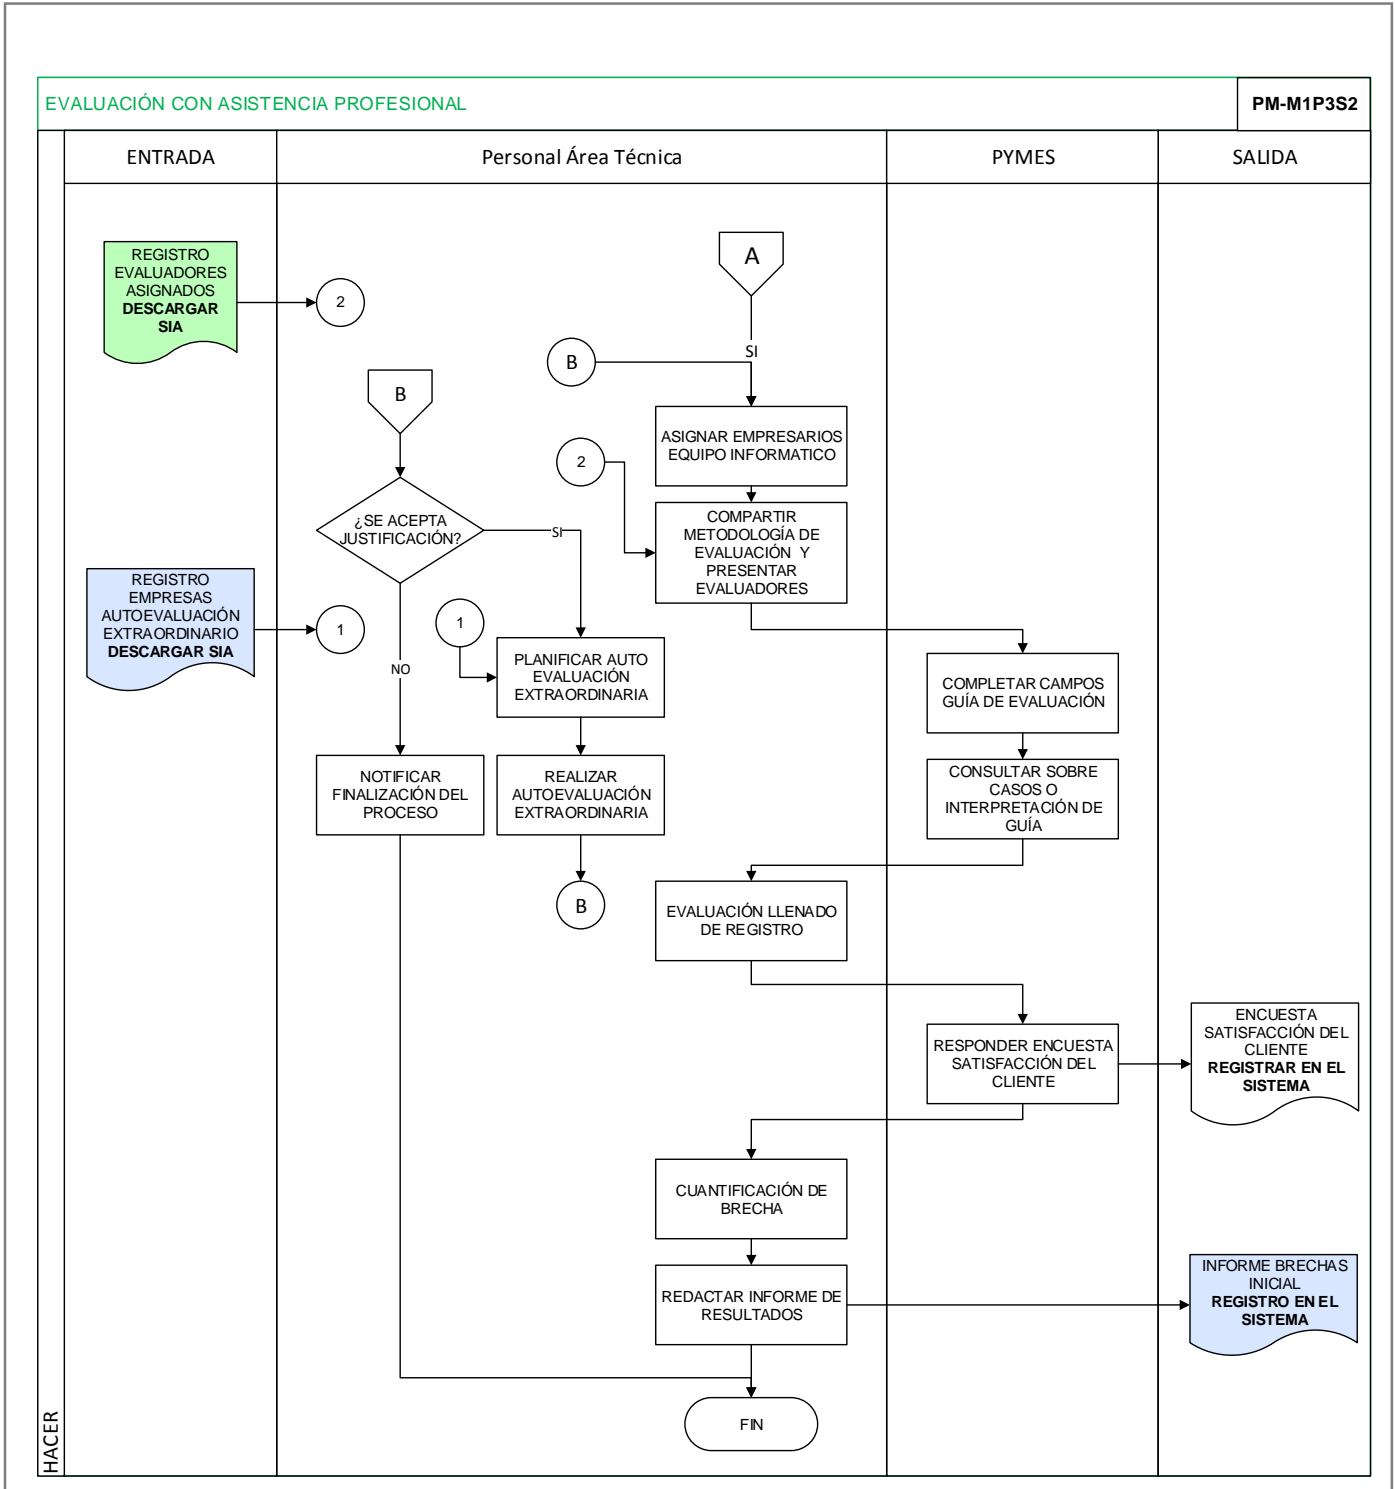 EVALUACIÓN CON ASISTENCIA PROFESIONAL
PM-M1P3S2
ENTRADA
Personal Área Técnica
PYMES
SALIDA
REGISTRO
EVALUADORES
ASIGNADOS
DESCARGAR
SIA
2
A
SI
B
B
ASIGNAR EMPRESARIOS
EQUIPO INFORMATICO
2
¿SE ACEPTA
JUSTIFICACIÓN?
SI
COMPARTIR
METODOLOGÍA DE
EVALUACIÓN Y
PRESENTAR
EVALUADORES
REGISTRO
EMPRESAS
AUTOEVALUACIÓN
EXTRAORDINARIO
DESCARGAR SIA
1
1
NO
PLANIFICAR AUTO
EVALUACIÓN
EXTRAORDINARIA
COMPLETAR CAMPOS
GUÍA DE EVALUACIÓN
NOTIFICAR
FINALIZACIÓN DEL
PROCESO
REALIZAR
AUTOEVALUACIÓN
EXTRAORDINARIA
CONSULTAR SOBRE
CASOS O
INTERPRETACIÓN DE
GUÍA
B
EVALUACIÓN LLENADO
DE REGISTRO
RESPONDER ENCUESTA
SATISFACCIÓN DEL
CLIENTE
ENCUESTA
SATISFACCIÓN DEL
CLIENTE
REGISTRAR EN EL
SISTEMA
CUANTIFICACIÓN DE
BRECHA
REDACTAR INFORME DE
RESULTADOS
INFORME BRECHAS
INICIAL
REGISTRO EN EL
SISTEMA
FIN
HACER